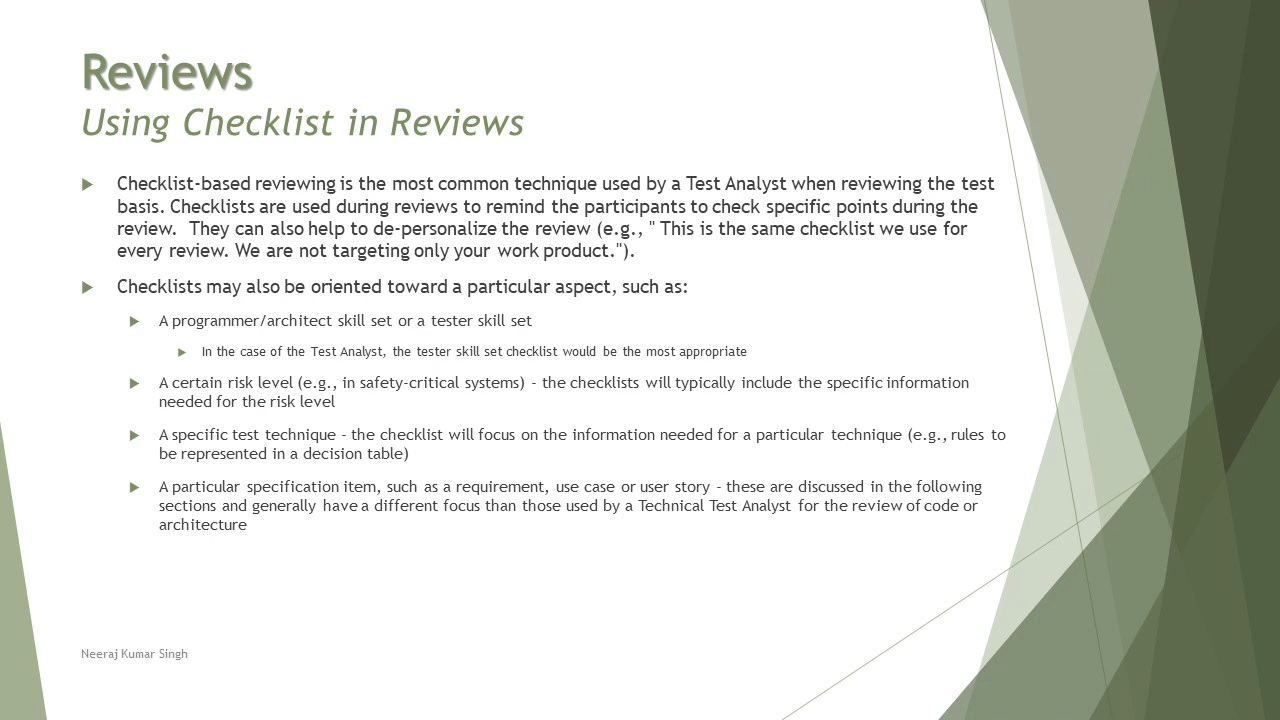 Reviews
Using Checklist in Reviews
Checklist-based reviewing is the most common technique used by a Test Analyst when reviewing the test
basis. Checklists are used during reviews to remind the participants to check specific points during the
review.  They can also help to de-personalize the review (e.g., " This is the same checklist we use for
every review. We are not targeting only your work product.").
Checklists may also be oriented toward a particular aspect, such as:
A programmer/architect skill set or a tester skill set
In the case of the Test Analyst, the tester skill set checklist would be the most appropriate
A certain risk level (e.g., in safety-critical systems) - the checklists will typically include the specific information
needed for the risk level
A specific test technique - the checklist will focus on the information needed for a particular technique (e.g., rules to
be represented in a decision table)
A particular specification item, such as a requirement, use case or user story - these are discussed in the following
sections and generally have a different focus than those used by a Technical Test Analyst for the review of code or
architecture
Neeraj Kumar Singh